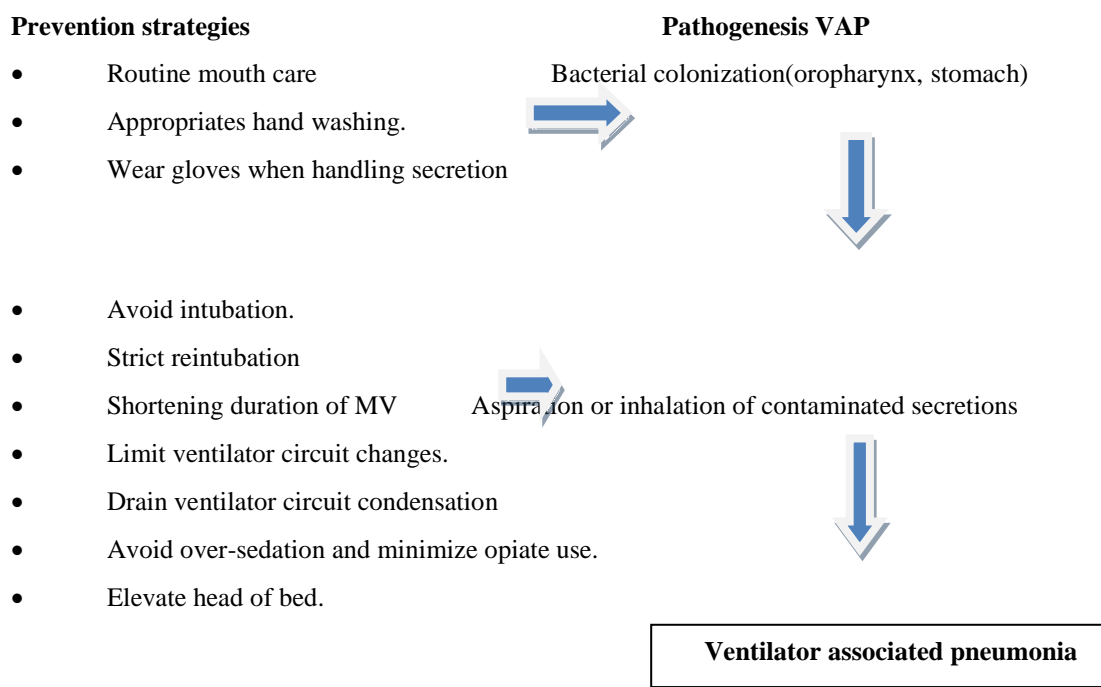 Prevention strategies Pathogenesis VAP
• Routine mouth care Bacterial colonization(oropharynx, stomach)
• Appropriates hand washing.
• Wear gloves when handling secretion
• Avoid intubation.
• Strict reintubation
• Shortening duration of MV Aspiration or inhalation of contaminated secretions
• Limit ventilator circuit changes.
• Drain ventilator circuit condensation
• Avoid over-sedation and minimize opiate use.
• Elevate head of bed.
Ventilator associated pneumonia